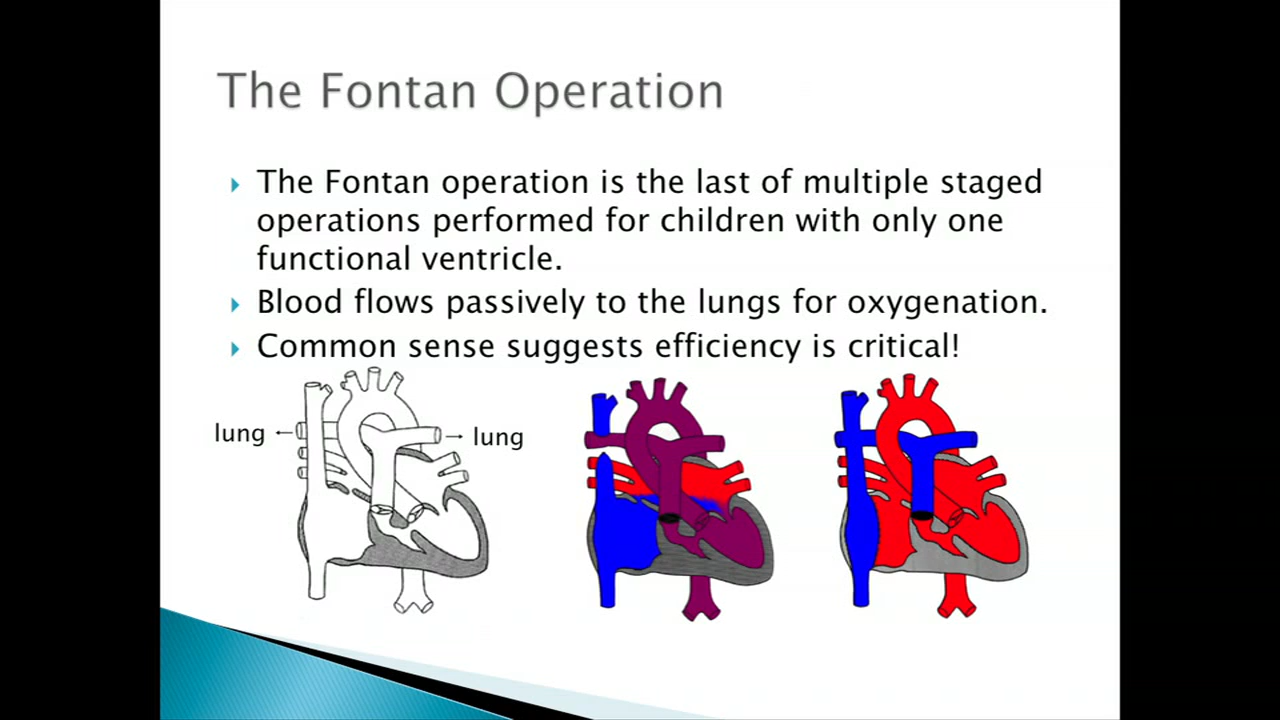 The Fontan Operation
The Fontan operation is the last of multiple staged
operations performed for children with only one
functional ventricle.
Blood flows passively to the lungs for oxygenation.
Common sense suggests efficiency is critical!
lung
lung